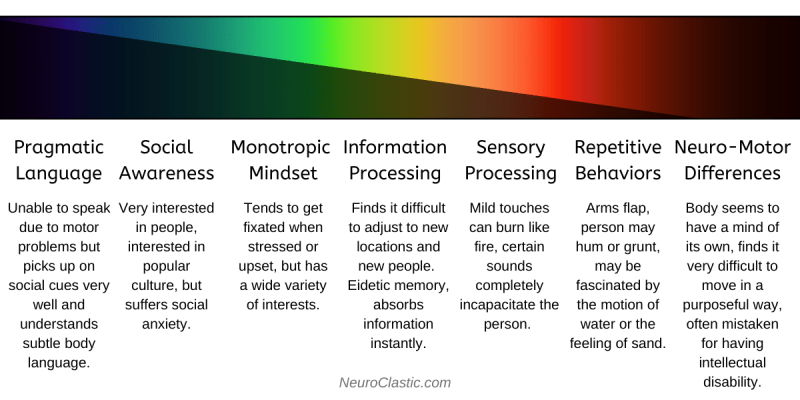 Pragmatic
Language
Unable to speak
due to motor
problems but
picks up on
social cues very
well and
understands
subtle body
language.
Social
Awareness
Very interested
in people,
interested in
popular
culture, but
suffers social
anxiety.
Monotropic
Mindset
Tends to get
fixated when
stressed or
upset, but has
a wide variety
of interests.
Information
Processing
Finds it difficult
to adjust to new
locations and
new people.
Eidetic memory,
absorbs
information
instantly.
Sensory
Processing
Mild touches
can burn like
fire, certain
sounds
completely
incapacitate the
person.
Repetitive
Behaviors
Arms flap,
person may
hum or grunt,
may be
fascinated by
the motion of
water or the
feeling of sand.
Neuro-Motor
Differences
Body seems to
have a mind of
its own, finds it
very difficult to
move in a
purposeful way,
often mistaken
for having
intellectual
disability.
NeuroClastic.com